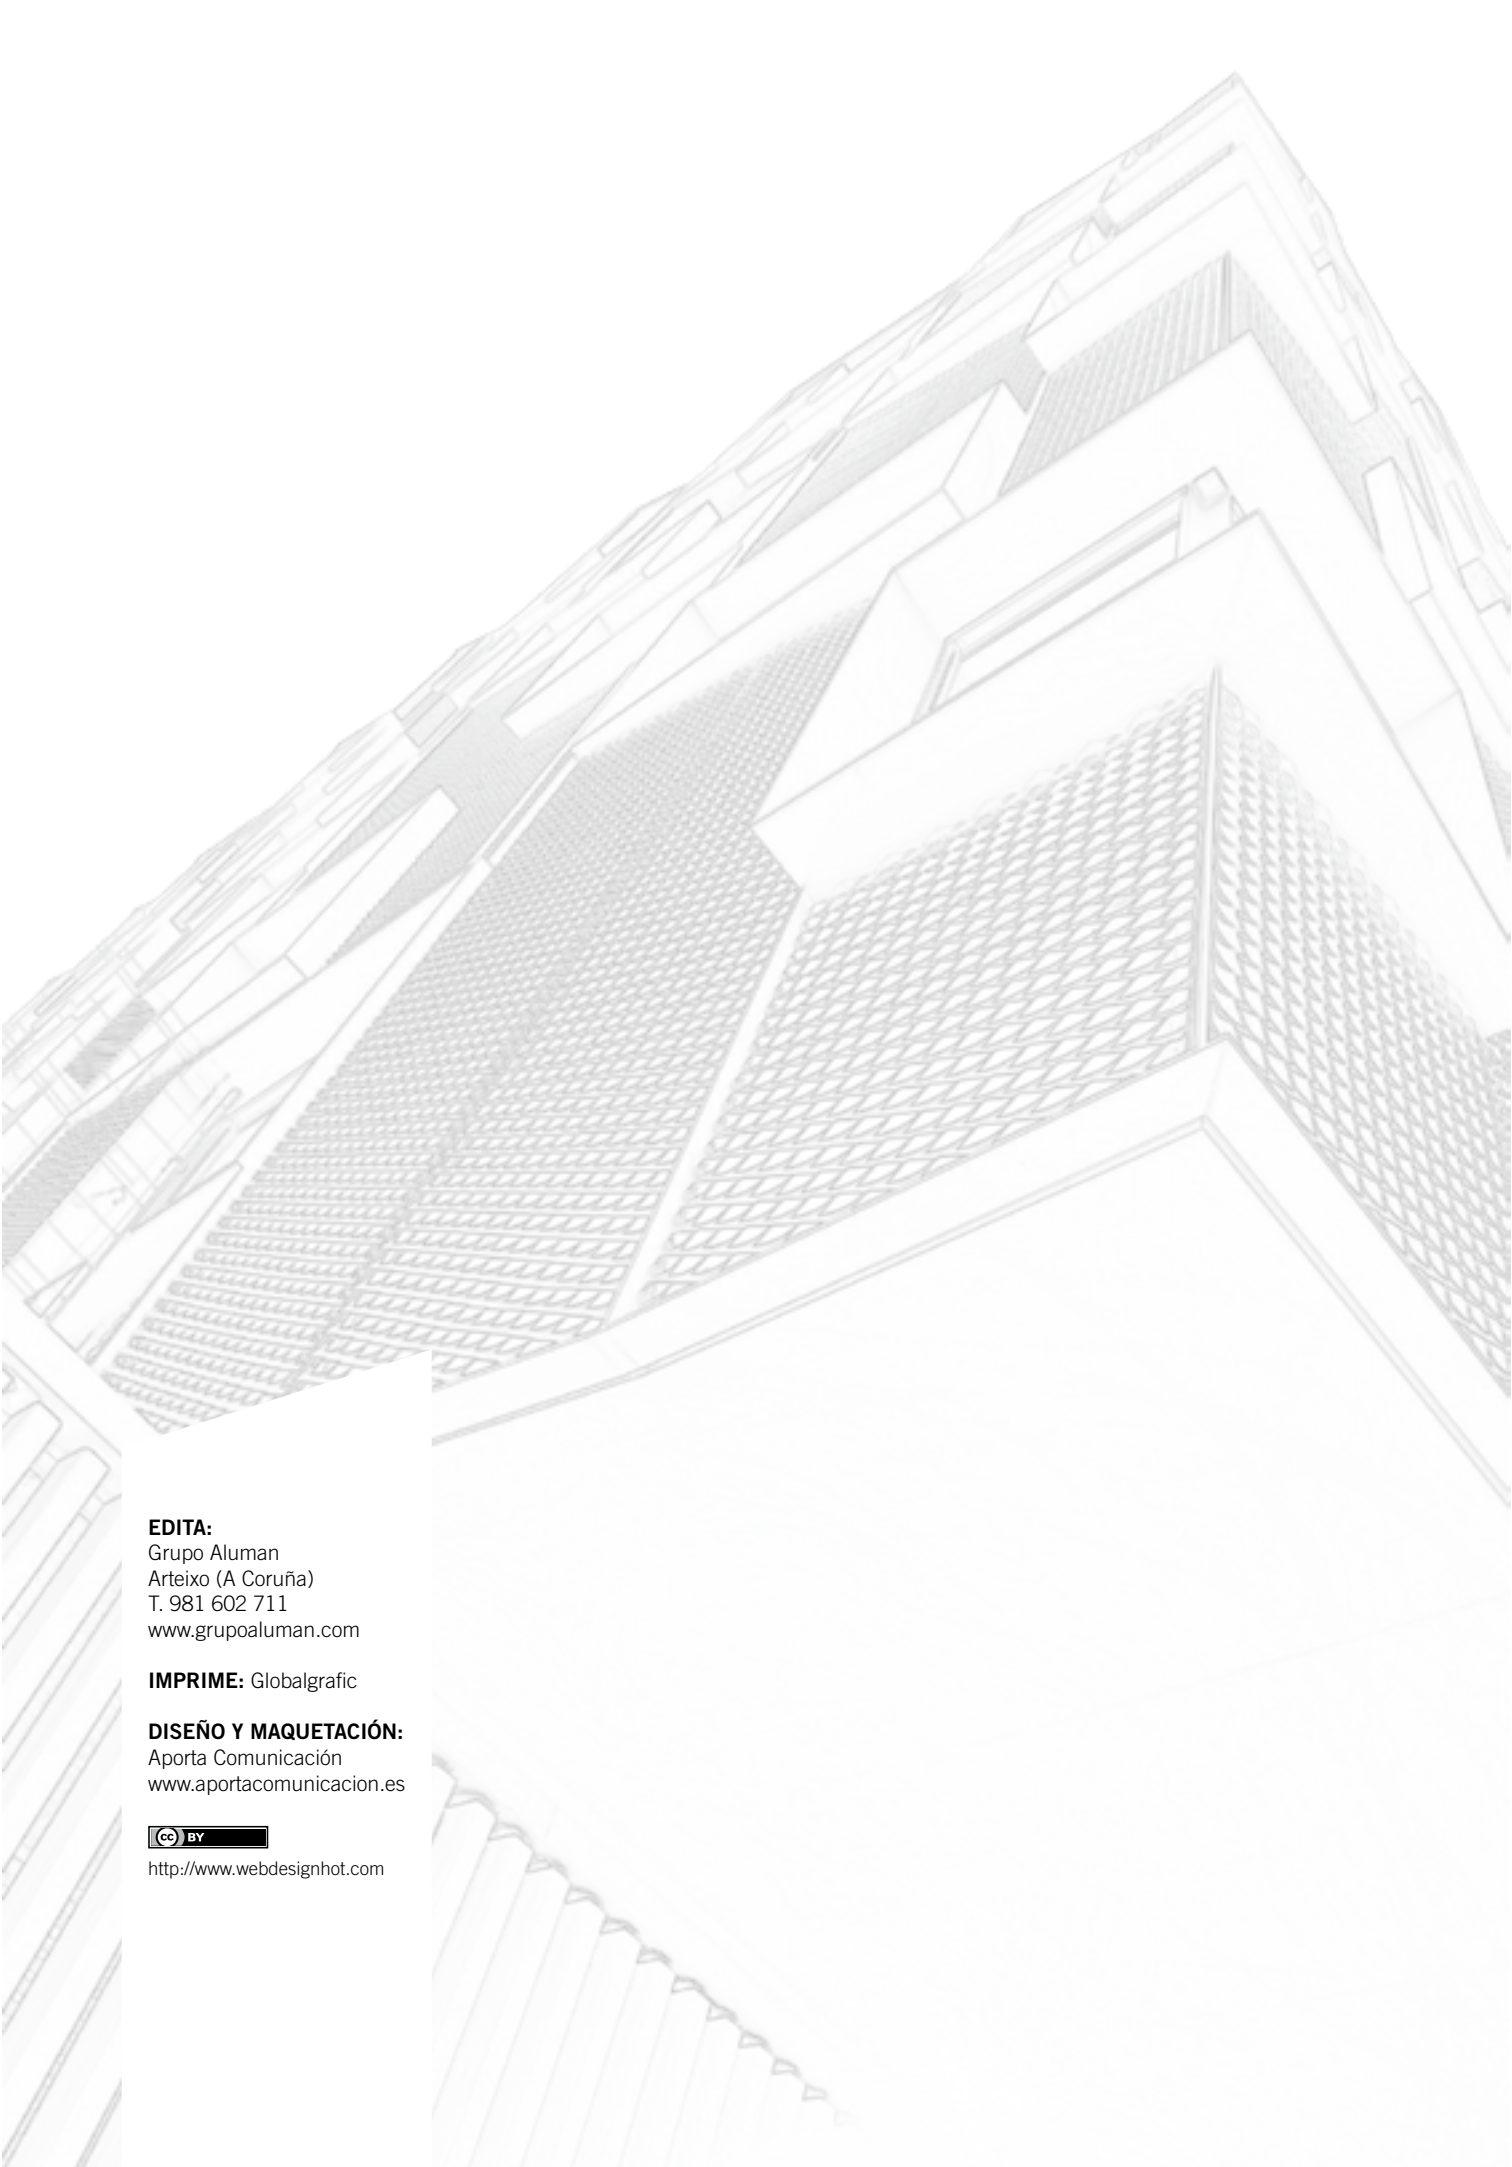 EDITA:
Grupo Aluman
Arteixo (A Coruña)
T. 981 602 711
www.grupoaluman.com
IMPRIME: Globalgrafic
DISEÑO Y MAQUETACIÓN:
Aporta Comunicación
www.aportacomunicacion.es
cc BY
http://www.webdesignhot.com